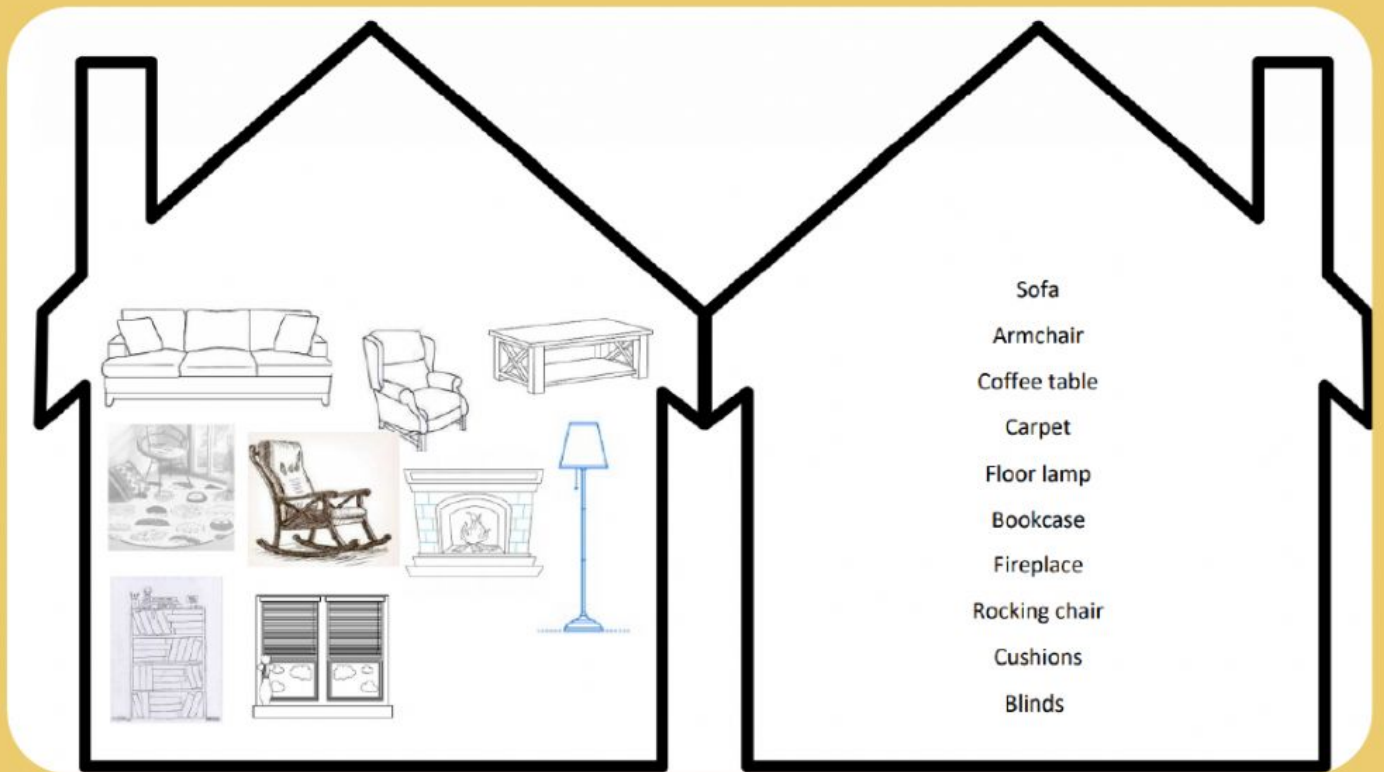 Sofa
Armchair
Coffee table
Carpet
Floor lamp
Bookcase
Fireplace
Rocking chair
Cushions
Blinds